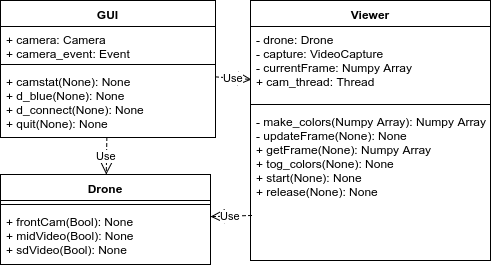 GUI
+ camera: Camera
+ camera_event: Event
+ camstat(None): None
+ d_blue(None): None
+ d_connect(None): None
+ quit(None): None
Use
Viewer
- drone: Drone
- capture: VideoCapture
- currentFrame: Numpy Array
+ cam_thread: Thread
- make_colors(Numpy Array): Numpy Array
- updateFrame(None): None
+ getFrame(None): Numpy Array
+ tog_colors(None): None
+ start(None): None
+ release(None): None
Use
Drone
+ frontCam(Bool): None
+ midVideo(Bool): None
+ sdVideo(Bool): None
Use